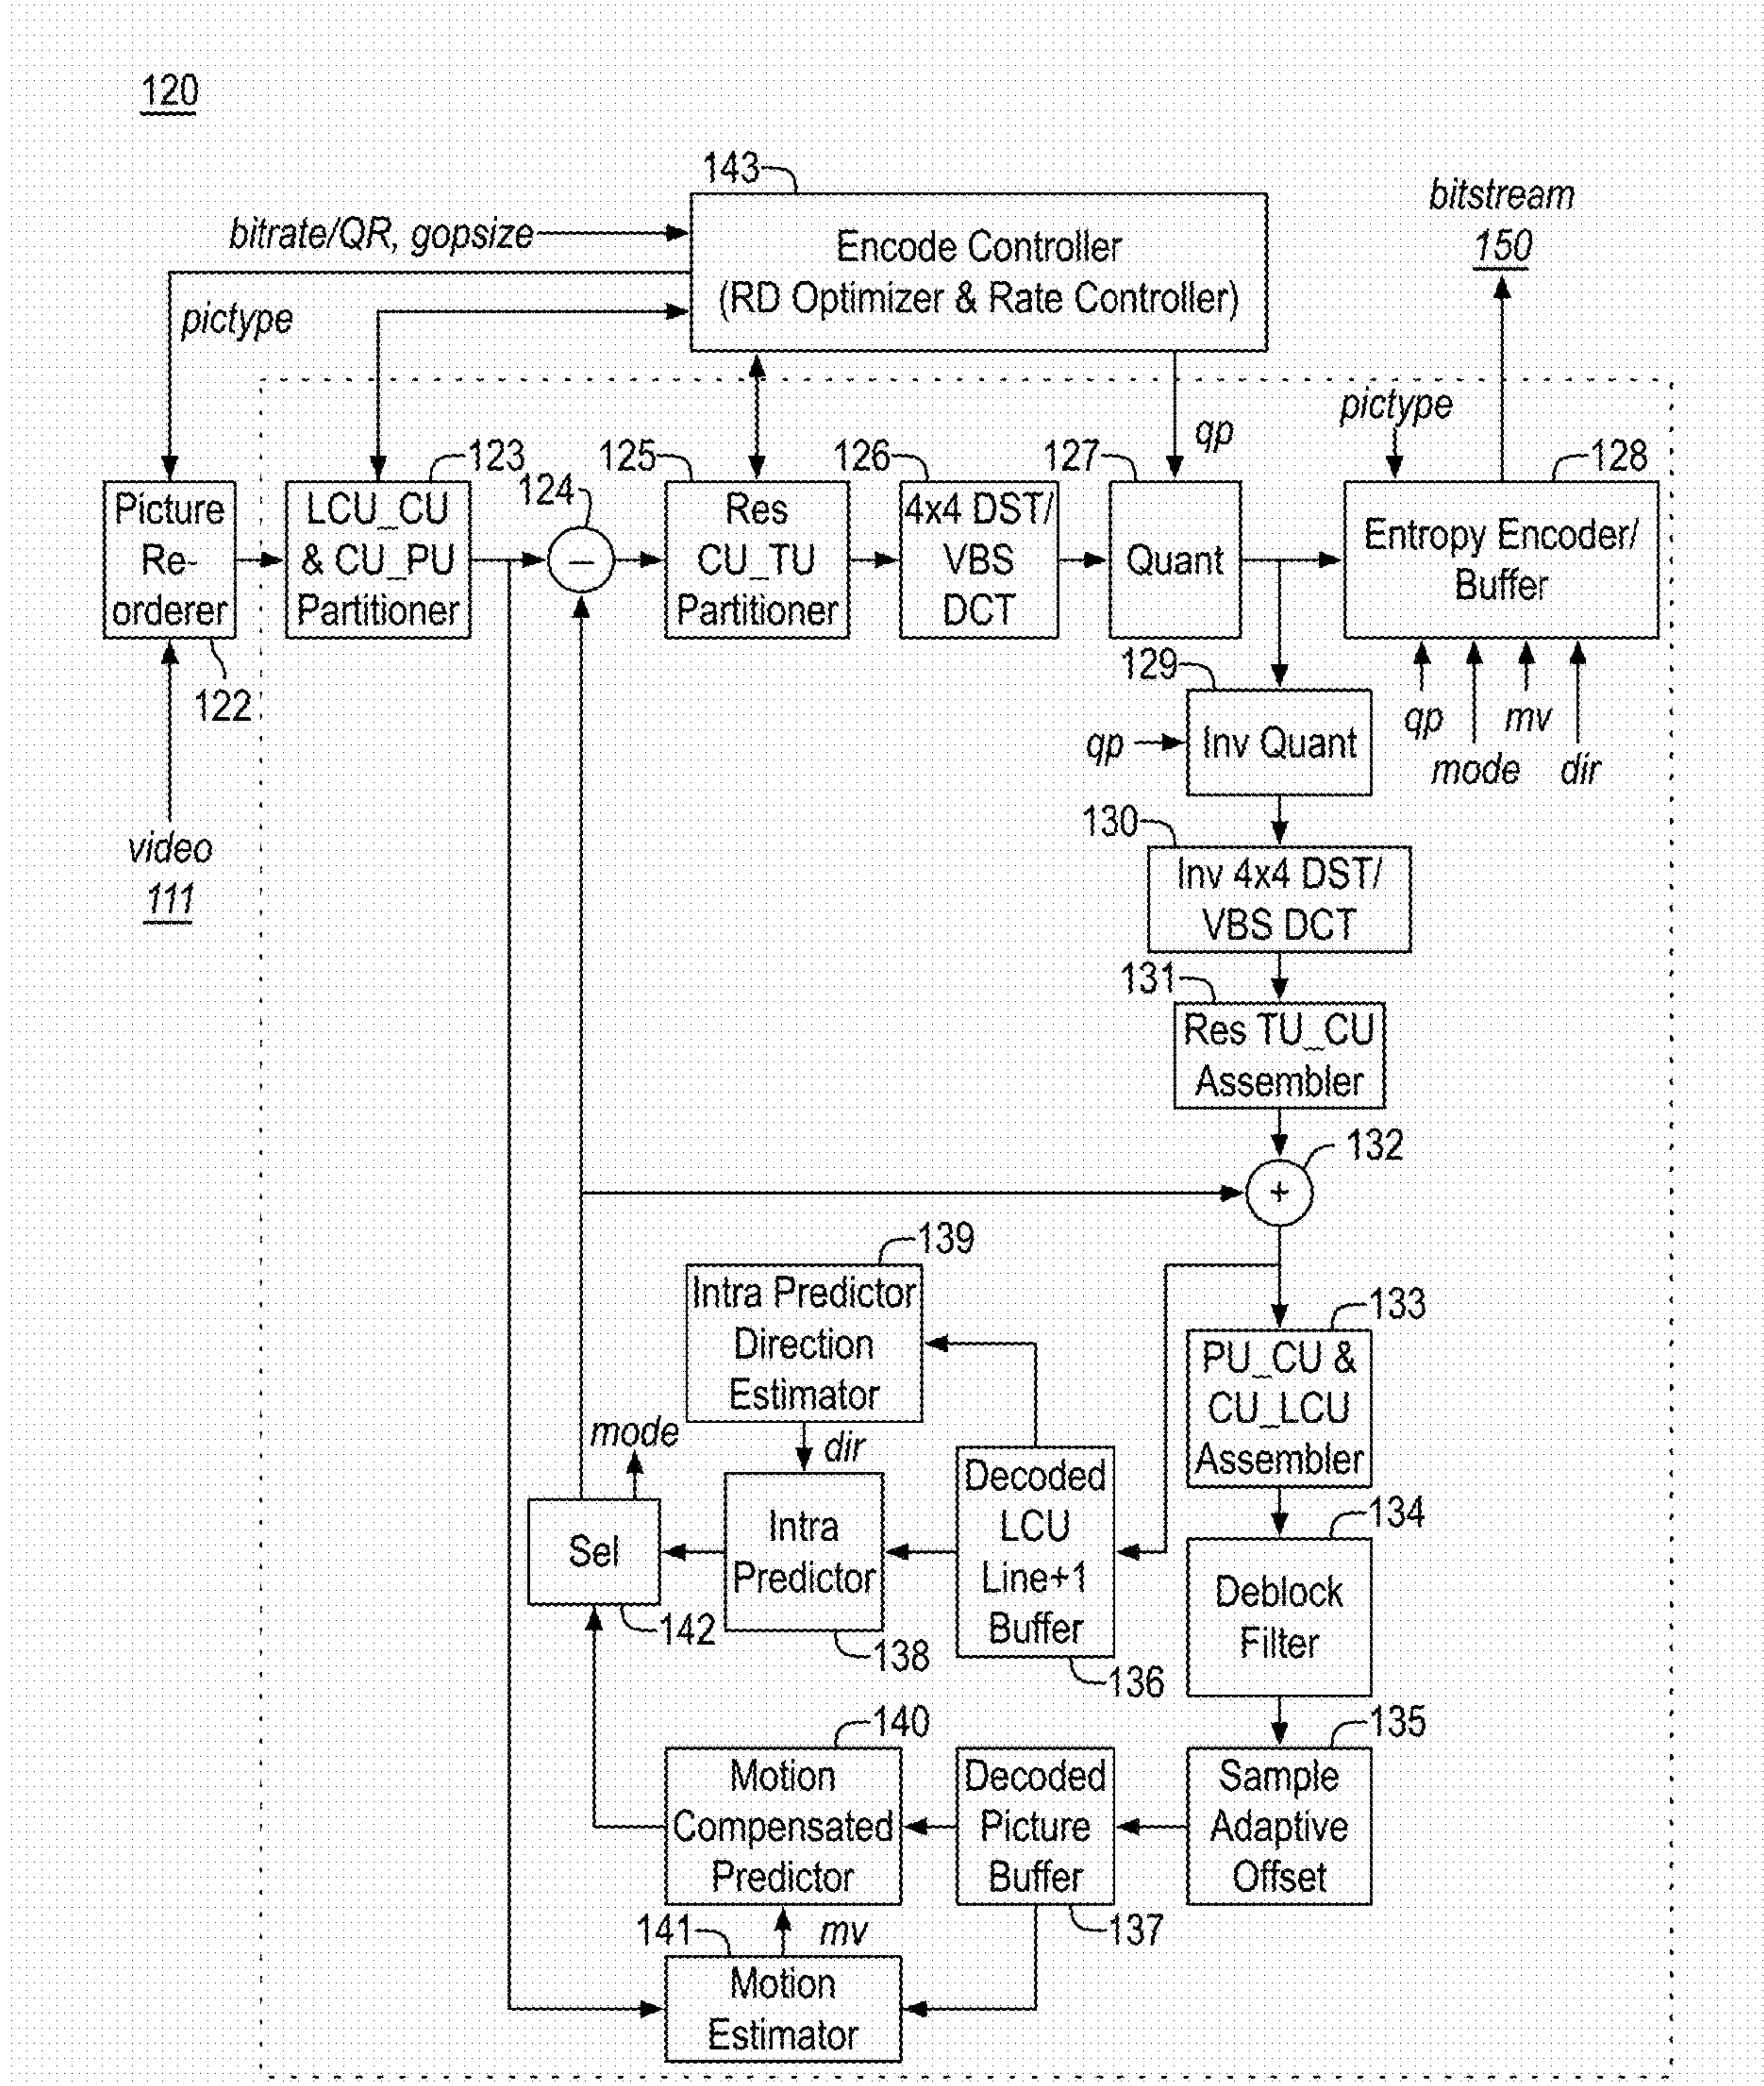 120
143
bitstream
150
bitrate/QR, gopsize
Encode Controller
(RD Optimizer & Rate Controller)
pictype
pictype
qp
123
124
125
126
127
128
Picture
Re-
orderer
LCU_CU
& CU_PU
Partitioner
–
Res
CU_TU
Partitioner
4x4 DST/
VBS
DCT
Quant
Entropy Encoder/
Buffer
122
129
qp
mv
mode
dir
qp
Inv Quant
video
111
130
Inv 4x4 DST/
VBS DCT
131
Res TU_CU
Assembler
132
+
139
Intra Predictor
Direction
Estimator
133
PU_CU &
CU_LCU
Assembler
mode
dir
Sel
142
Intra
Predictor
138
Decoded
LCU
Line+1
Buffer
136
134
Deblock
Filter
140
135
Motion
Compensated
Predictor
Decoded
Picture
Buffer
Sample
Adaptive
Offset
141
mv
137
Motion
Estimator